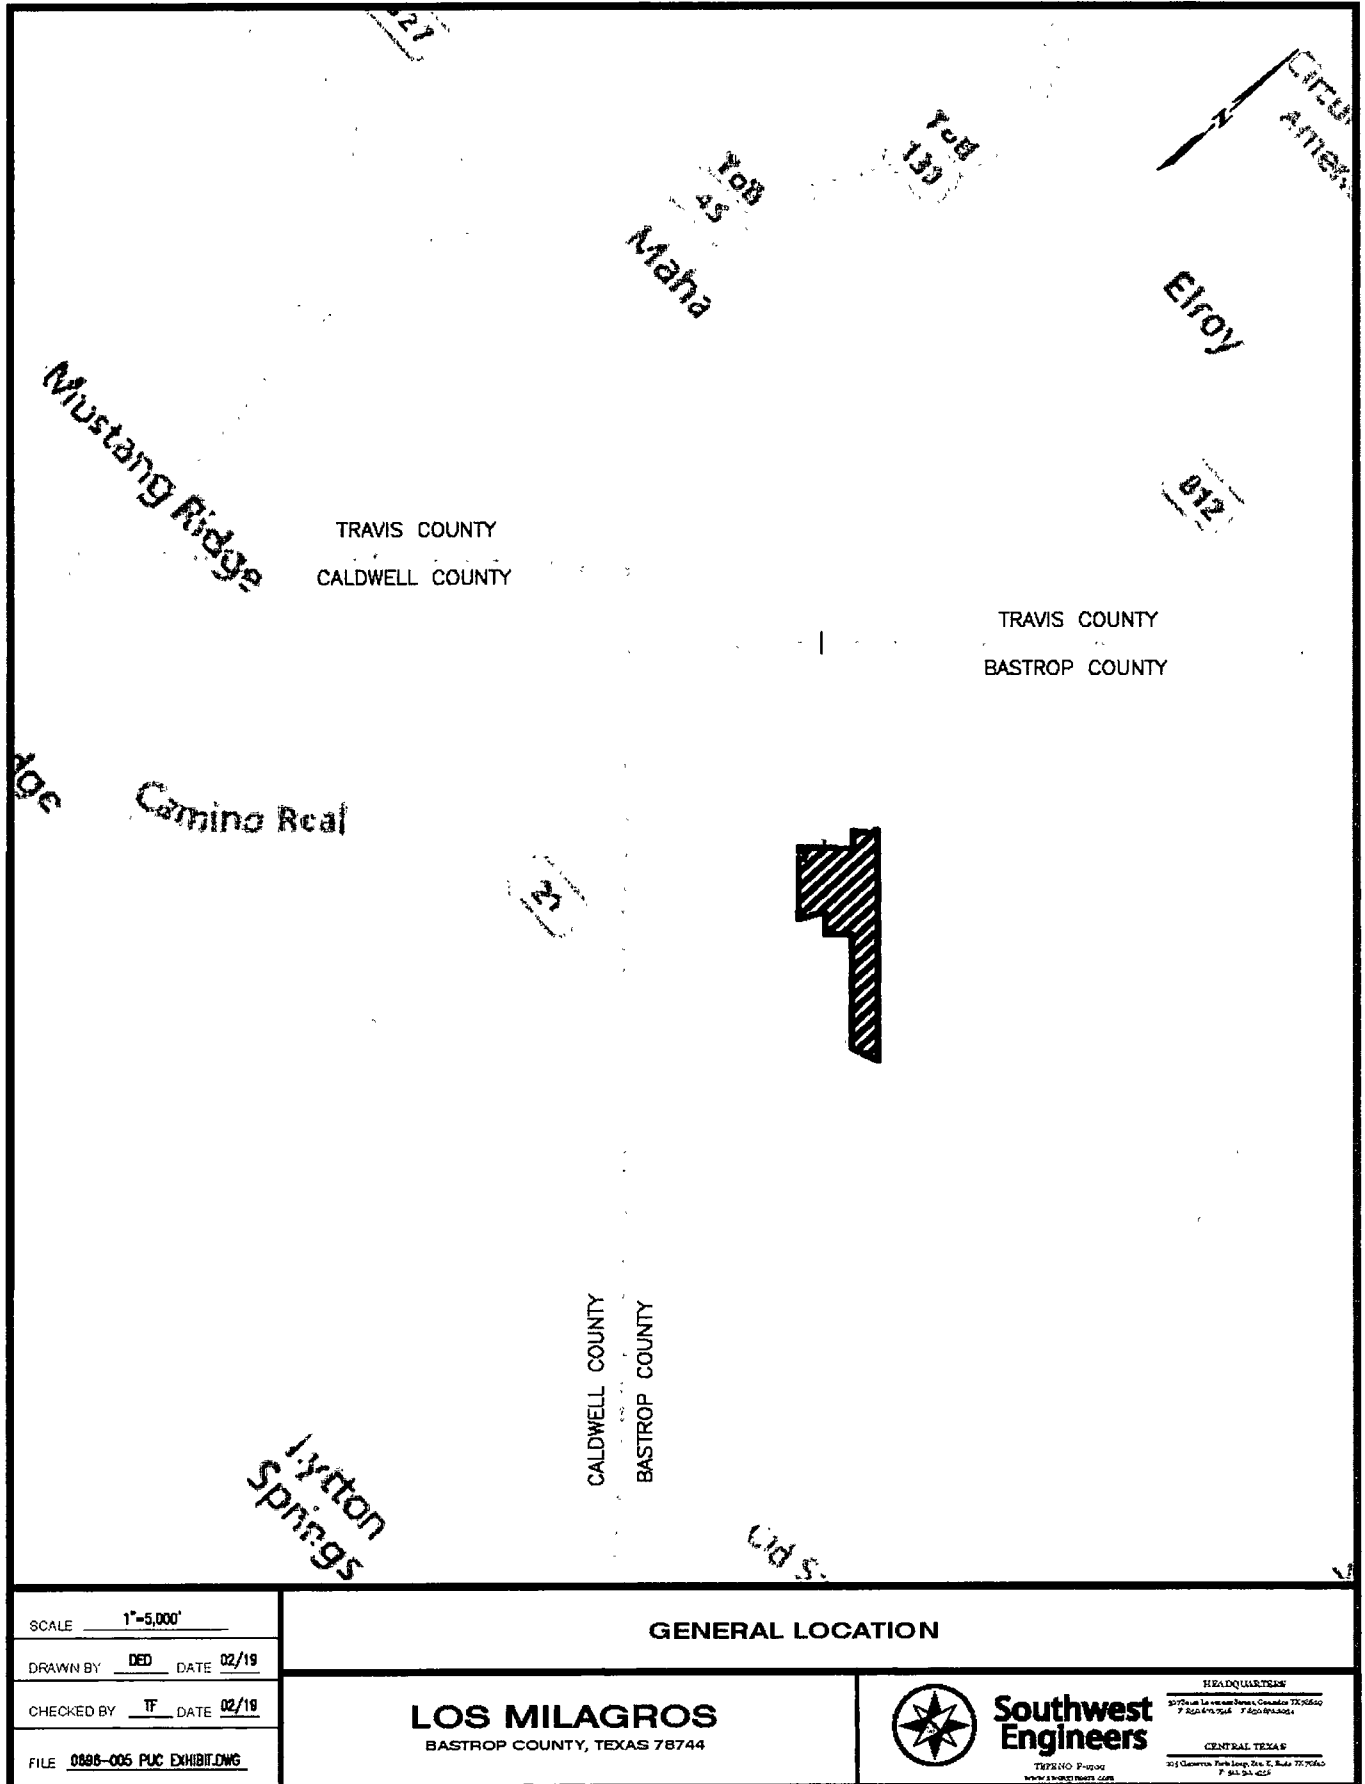 Toll
45
Toll
130
N
Maha
Elroy
Mustang Ridge
812
TRAVIS COUNTY
CALDWELL COUNTY
TRAVIS COUNTY
BASTROP COUNTY
dge
Camino Real
21
CALDWELL COUNTY
BASTROP COUNTY
Lytton
Springs
Old S
SCALE 1"=5,000'
DRAWN BY DED DATE 02/19
CHECKED BY TF DATE 02/19
FILE 0696-005 PUC EXHIBIT.DWG
GENERAL LOCATION
LOS MILAGROS
BASTROP COUNTY, TEXAS 78744
Southwest
Engineers
HEADQUARTERS
CENTRAL TEXAS